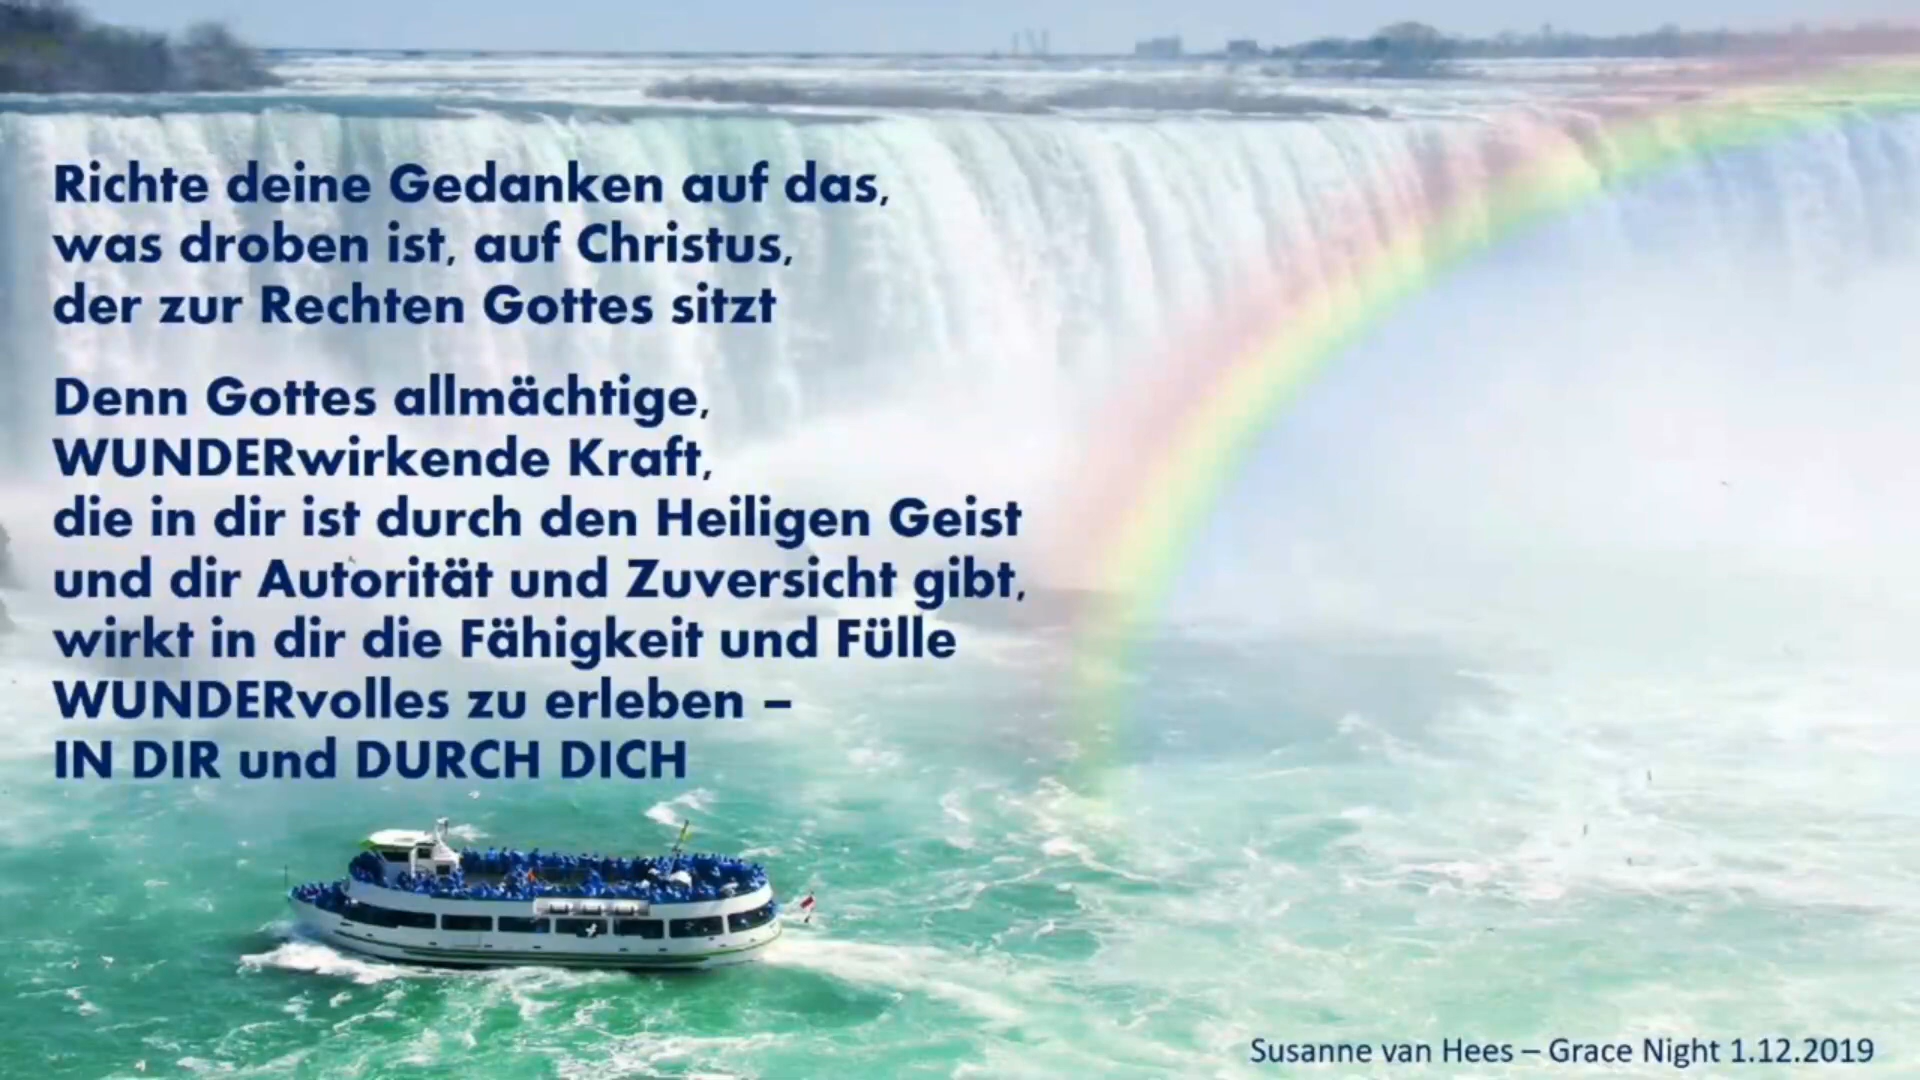 Richte deine Gedanken auf das,
was droben ist, auf Christus,
der zur Rechten Gottes sitzt
Denn Gottes allmächtige,
WUNDERwirkende Kraft,
die in dir ist durch den Heiligen Geist
und dir Autorität und Zuversicht gibt,
wirkt in dir die Fähigkeit und Fülle
WUNDERvolles zu erleben –
IN DIR und DURCH DICH
Susanne van Hees – Grace Night 1.12.2019